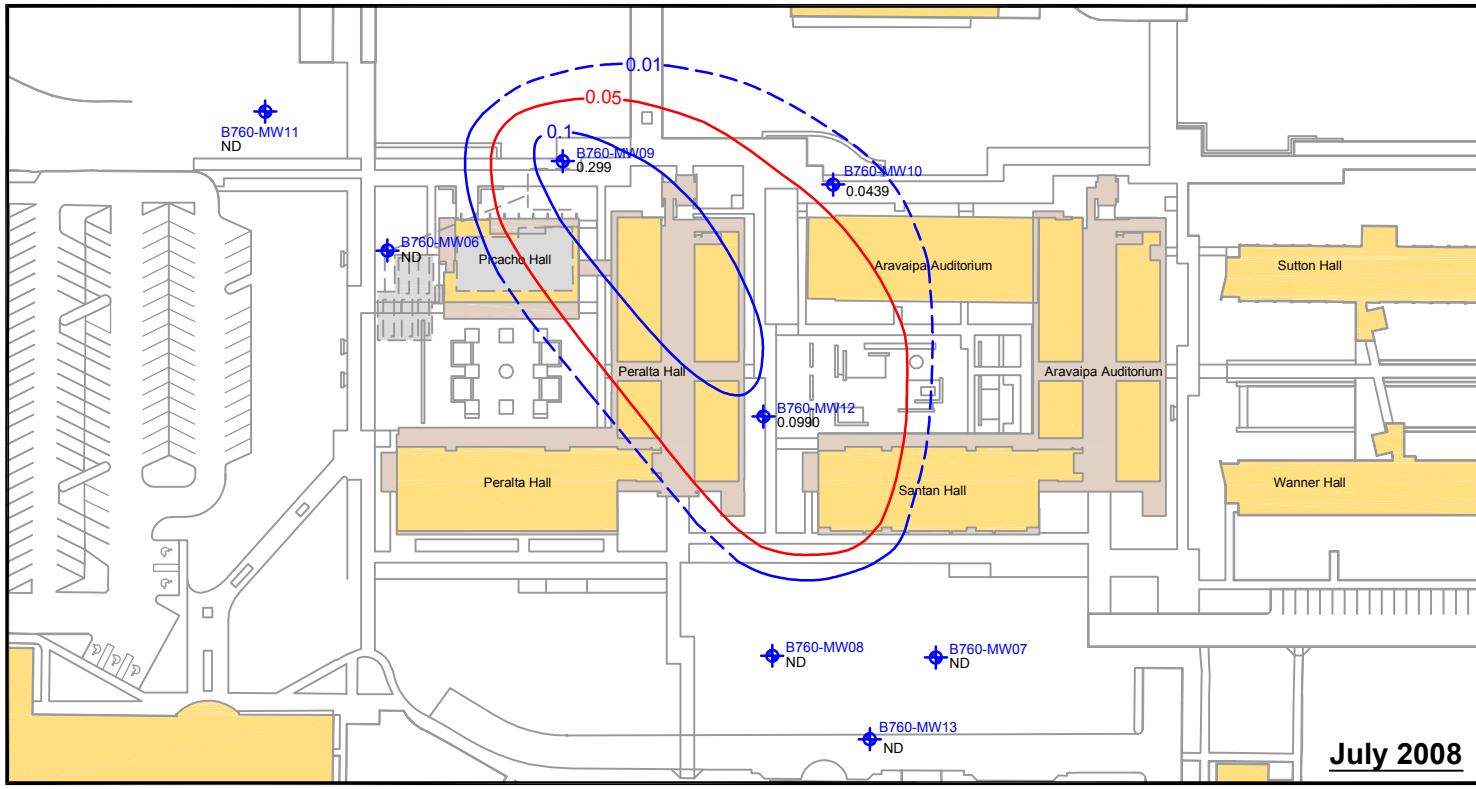 0.01
0.05
0.1
B760-MW11
ND
B760-MW09
0.299
B760-MW10
0.0439
B760-MW06
ND
Picacho Hall
Aravaipa Auditorium
Sutton Hall
Peralta Hall
Aravaipa Auditorium
B760-MW12
0.0990
Peralta Hall
Santan Hall
Wanner Hall
B760-MW08
ND
B760-MW07
ND
B760-MW13
ND
July 2008